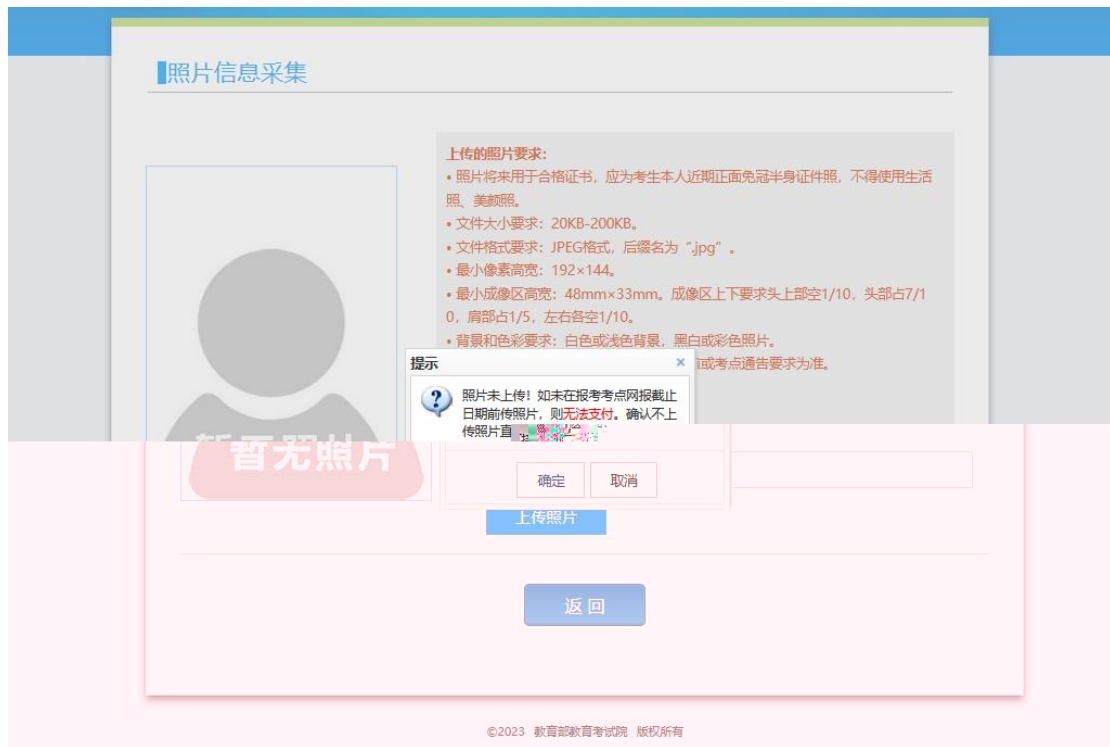 照片信息采集
上传的照片要求：
• 照片将来用于合格证书，应为考生本人近期正面免冠半身证件照，不得使用生活
照、美颜照。
• 文件大小要求：20KB-200KB。
• 文件格式要求：JPEG格式，后缀名为“.jpg”。
• 最小像素高宽：192×144。
• 最小成像区高宽：48mm×33mm。成像区上下要求头上部空1/10，头部占7/1
0，肩部占1/5，左右各空1/10。
• 背景和色彩要求：白色或浅色背景，黑白或彩色照片。
或考点通告要求为准。
提示
×
照片未上传！如未在报考考点网报截止
日期前传照片，则无法支付。确认不上
传照片直
暂无照片
确定
取消
上传照片
返回
©2023 教育部教育考试院 版权所有